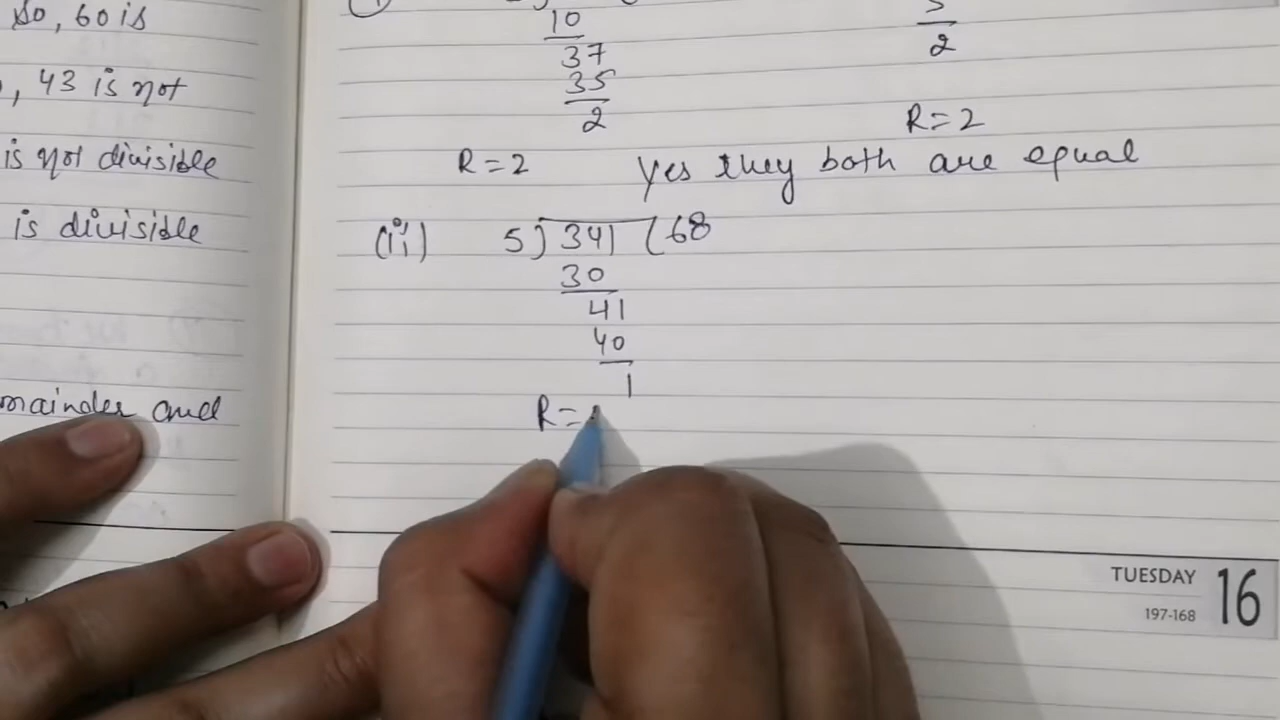 so, 60 is
, 43 is not
is not divisible
is divisible
mainder and
10
37
35
2
R=2
2
R=2
Yes they both are equal
(ii) 5)341(68
30
41
40
1
R=
TUESDAY 16
197-168